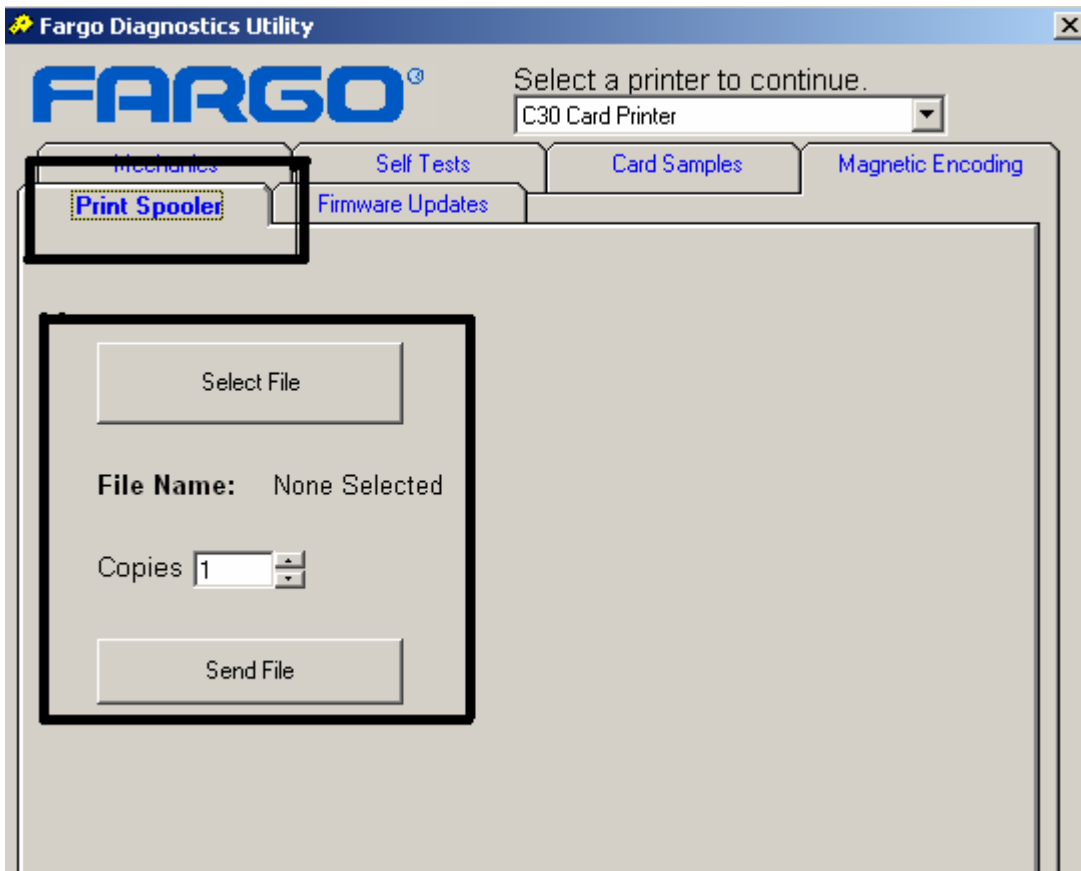 Fargo Diagnostics Utility
FARGO®
Select a printer to continue.
C30 Card Printer
Mechanics Self Tests Card Samples Magnetic Encoding
Print Spooler Firmware Updates
Select File
File Name: None Selected
Copies 1
Send File